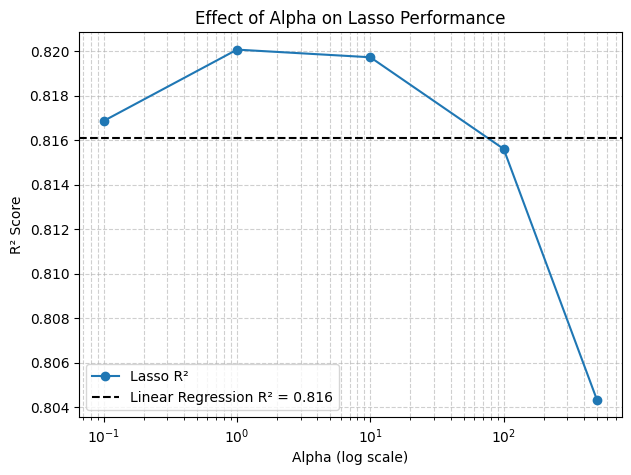 Effect of Alpha on Lasso Performance
R² Score
0.820
0.818
0.816
0.814
0.812
0.810
0.808
0.806
0.804
Lasso R²
Linear Regression R² = 0.816
10⁻¹ 10⁰ 10¹ 10²
Alpha (log scale)